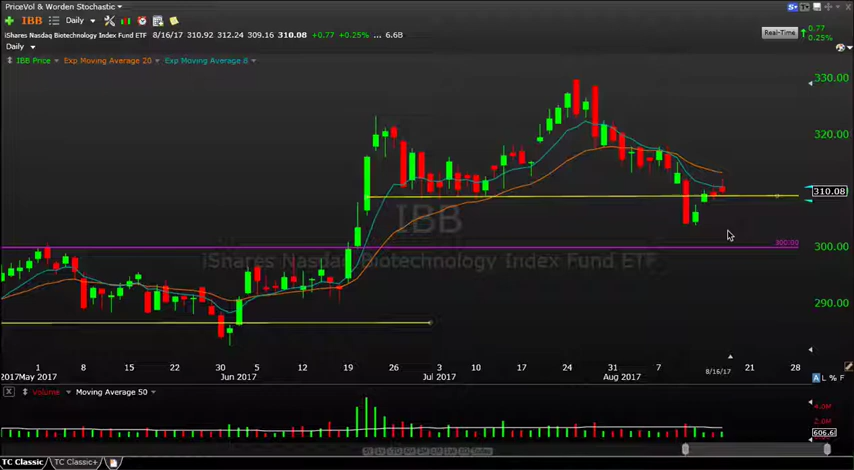 PriceVol & Worden Stochastic
IBB Daily
iShares Nasdaq Biotechnology Index Fund ETF 8/16/17 310.92 312.24 309.16 310.08 +0.77 +0.25% ... 6.6B
Real-Time
0.77
0.25%
Daily
IBB Price Exp Moving Average 20 Exp Moving Average 8
330.00
320.00
310.08
300.00
300.00
290.00
IBB
iShares Nasdaq Biotechnology Index Fund ETF
1 8 15 22 30 5 12 19 26 3 10 17 24 7 8/16/17 21 28
2017 May 2017 Jun 2017 Jul 2017 Aug 2017
A L % F
X Volume Moving Average 50
4.0M
2.0M
606.6
TC Classic TC Classic+